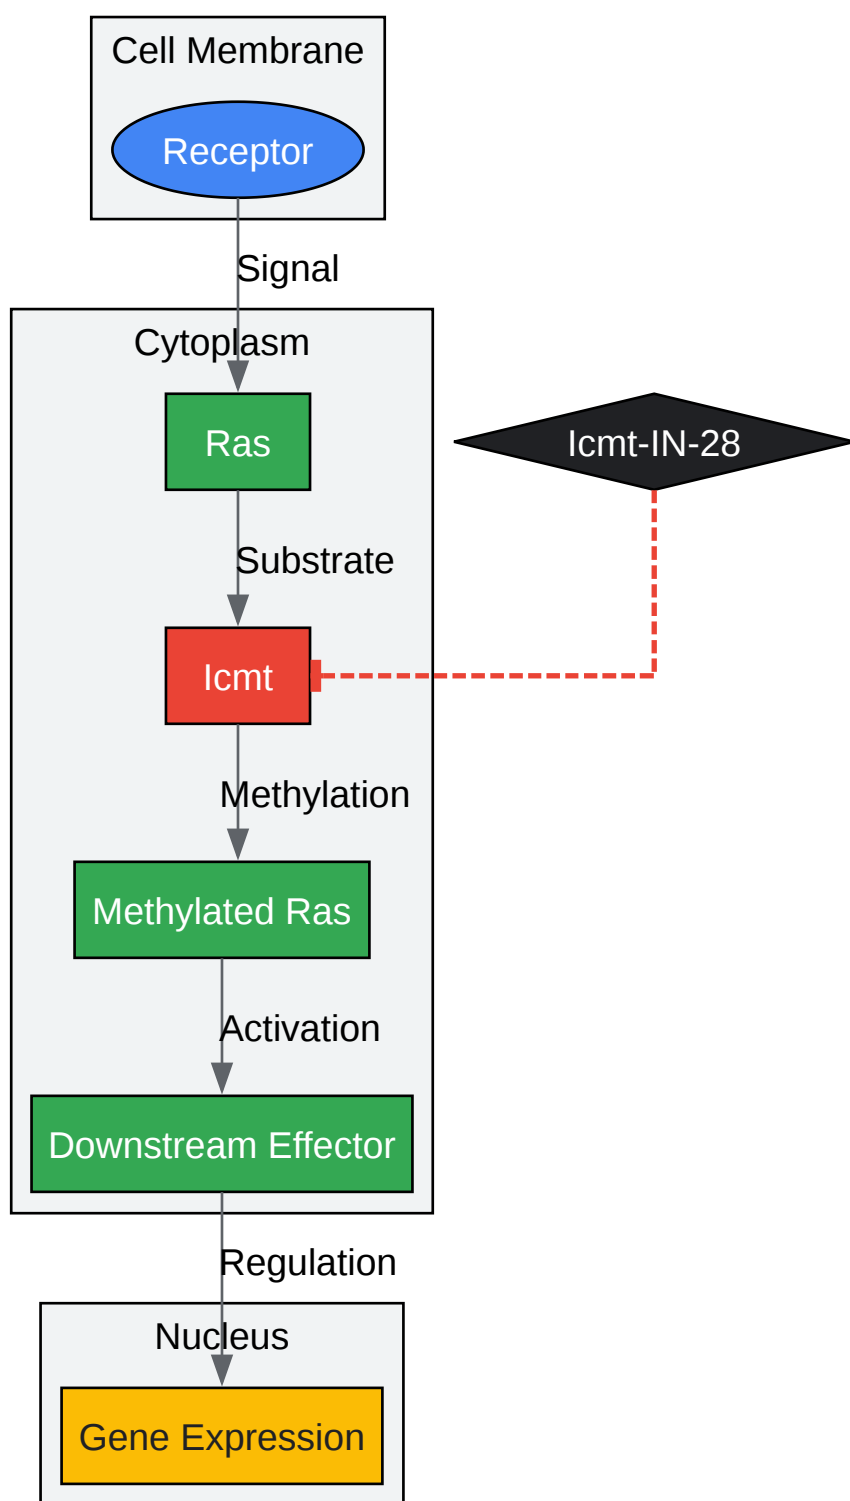 Cell Membrane
Receptor
Signal
Cytoplasm
Ras
Icmt-IN-28
Substrate
Icmt
Methylation
Methylated Ras
Activation
Downstream Effector
Regulation
Nucleus
Gene Expression